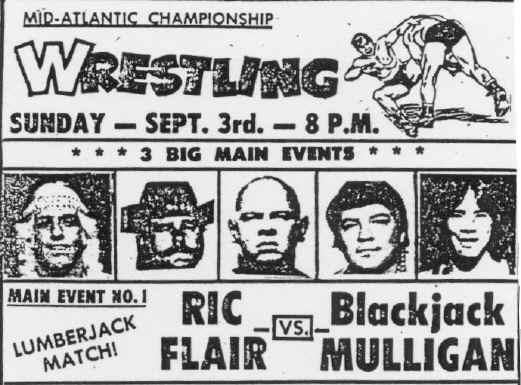 MID-ATLANTIC CHAMPIONSHIP
WRESTLING
SUNDAY — SEPT. 3rd. — 8 P.M.
* * * 3 BIG MAIN EVENTS * * *
MAIN EVENT NO. 1
LUMBERJACK
MATCH!
RIC
FLAIR
—VS.—
Blackjack
MULLIGAN